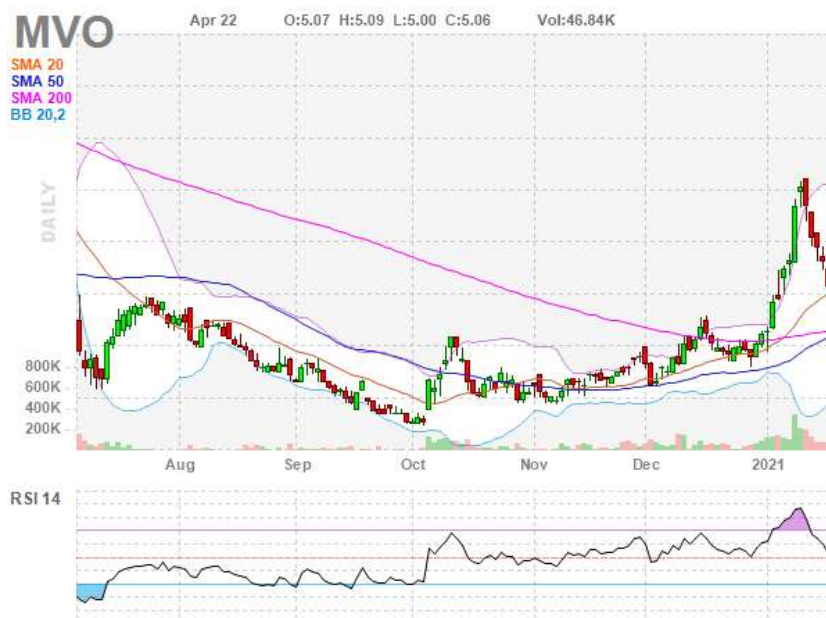 MVO Apr 22 O:5.07 H:5.09 L:5.00 C:5.06 Vol:46.84K
SMA 20
SMA 50
SMA 200
BB 20,2
DAILY
800K
600K
400K
200K
Aug Sep Oct Nov Dec 2021
RSI 14